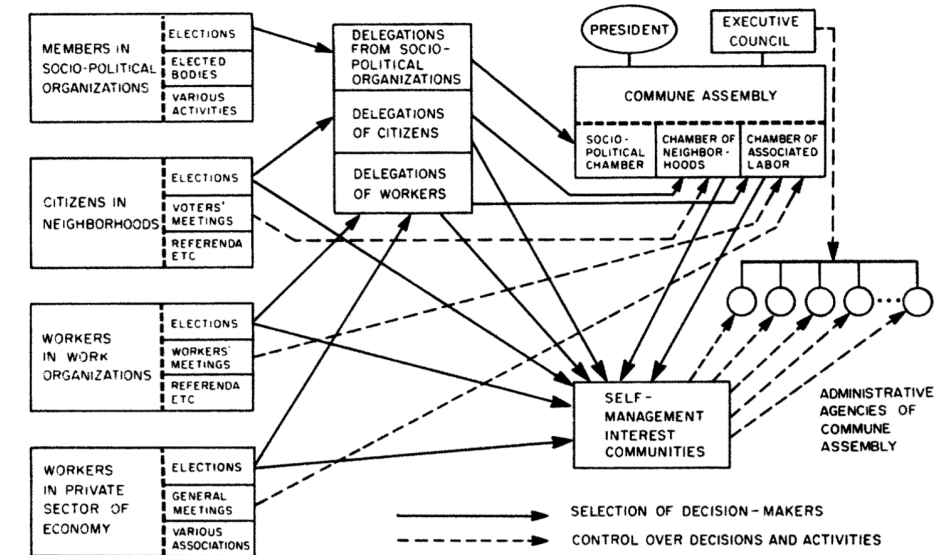 MEMBERS IN
SOCIO-POLITICAL
ORGANIZATIONS
ELECTIONS
ELECTED
BODIES
VARIOUS
ACTIVITIES
CITIZENS IN
NEIGHBORHOODS
ELECTIONS
VOTERS'
MEETINGS
REFERENDA
ETC
WORKERS
IN WORK
ORGANIZATIONS
ELECTIONS
WORKERS'
MEETINGS
REFERENDA
ETC
WORKERS
IN PRIVATE
SECTOR OF
ECONOMY
ELECTIONS
GENERAL
MEETINGS
VARIOUS
ASSOCIATIONS
DELEGATIONS
FROM SOCIO-
POLITICAL
ORGANIZATIONS
DELEGATIONS
OF CITIZENS
DELEGATIONS
OF WORKERS
PRESIDENT
EXECUTIVE
COUNCIL
COMMUNE ASSEMBLY
SOCIO-
POLITICAL
CHAMBER
CHAMBER OF
NEIGHBOR-
HOODS
CHAMBER OF
ASSOCIATED
LABOR
SELF-
MANAGEMENT
INTEREST
COMMUNITIES
ADMINISTRATIVE
AGENCIES OF
COMMUNE
ASSEMBLY
SELECTION OF DECISION-MAKERS
CONTROL OVER DECISIONS AND ACTIVITIES